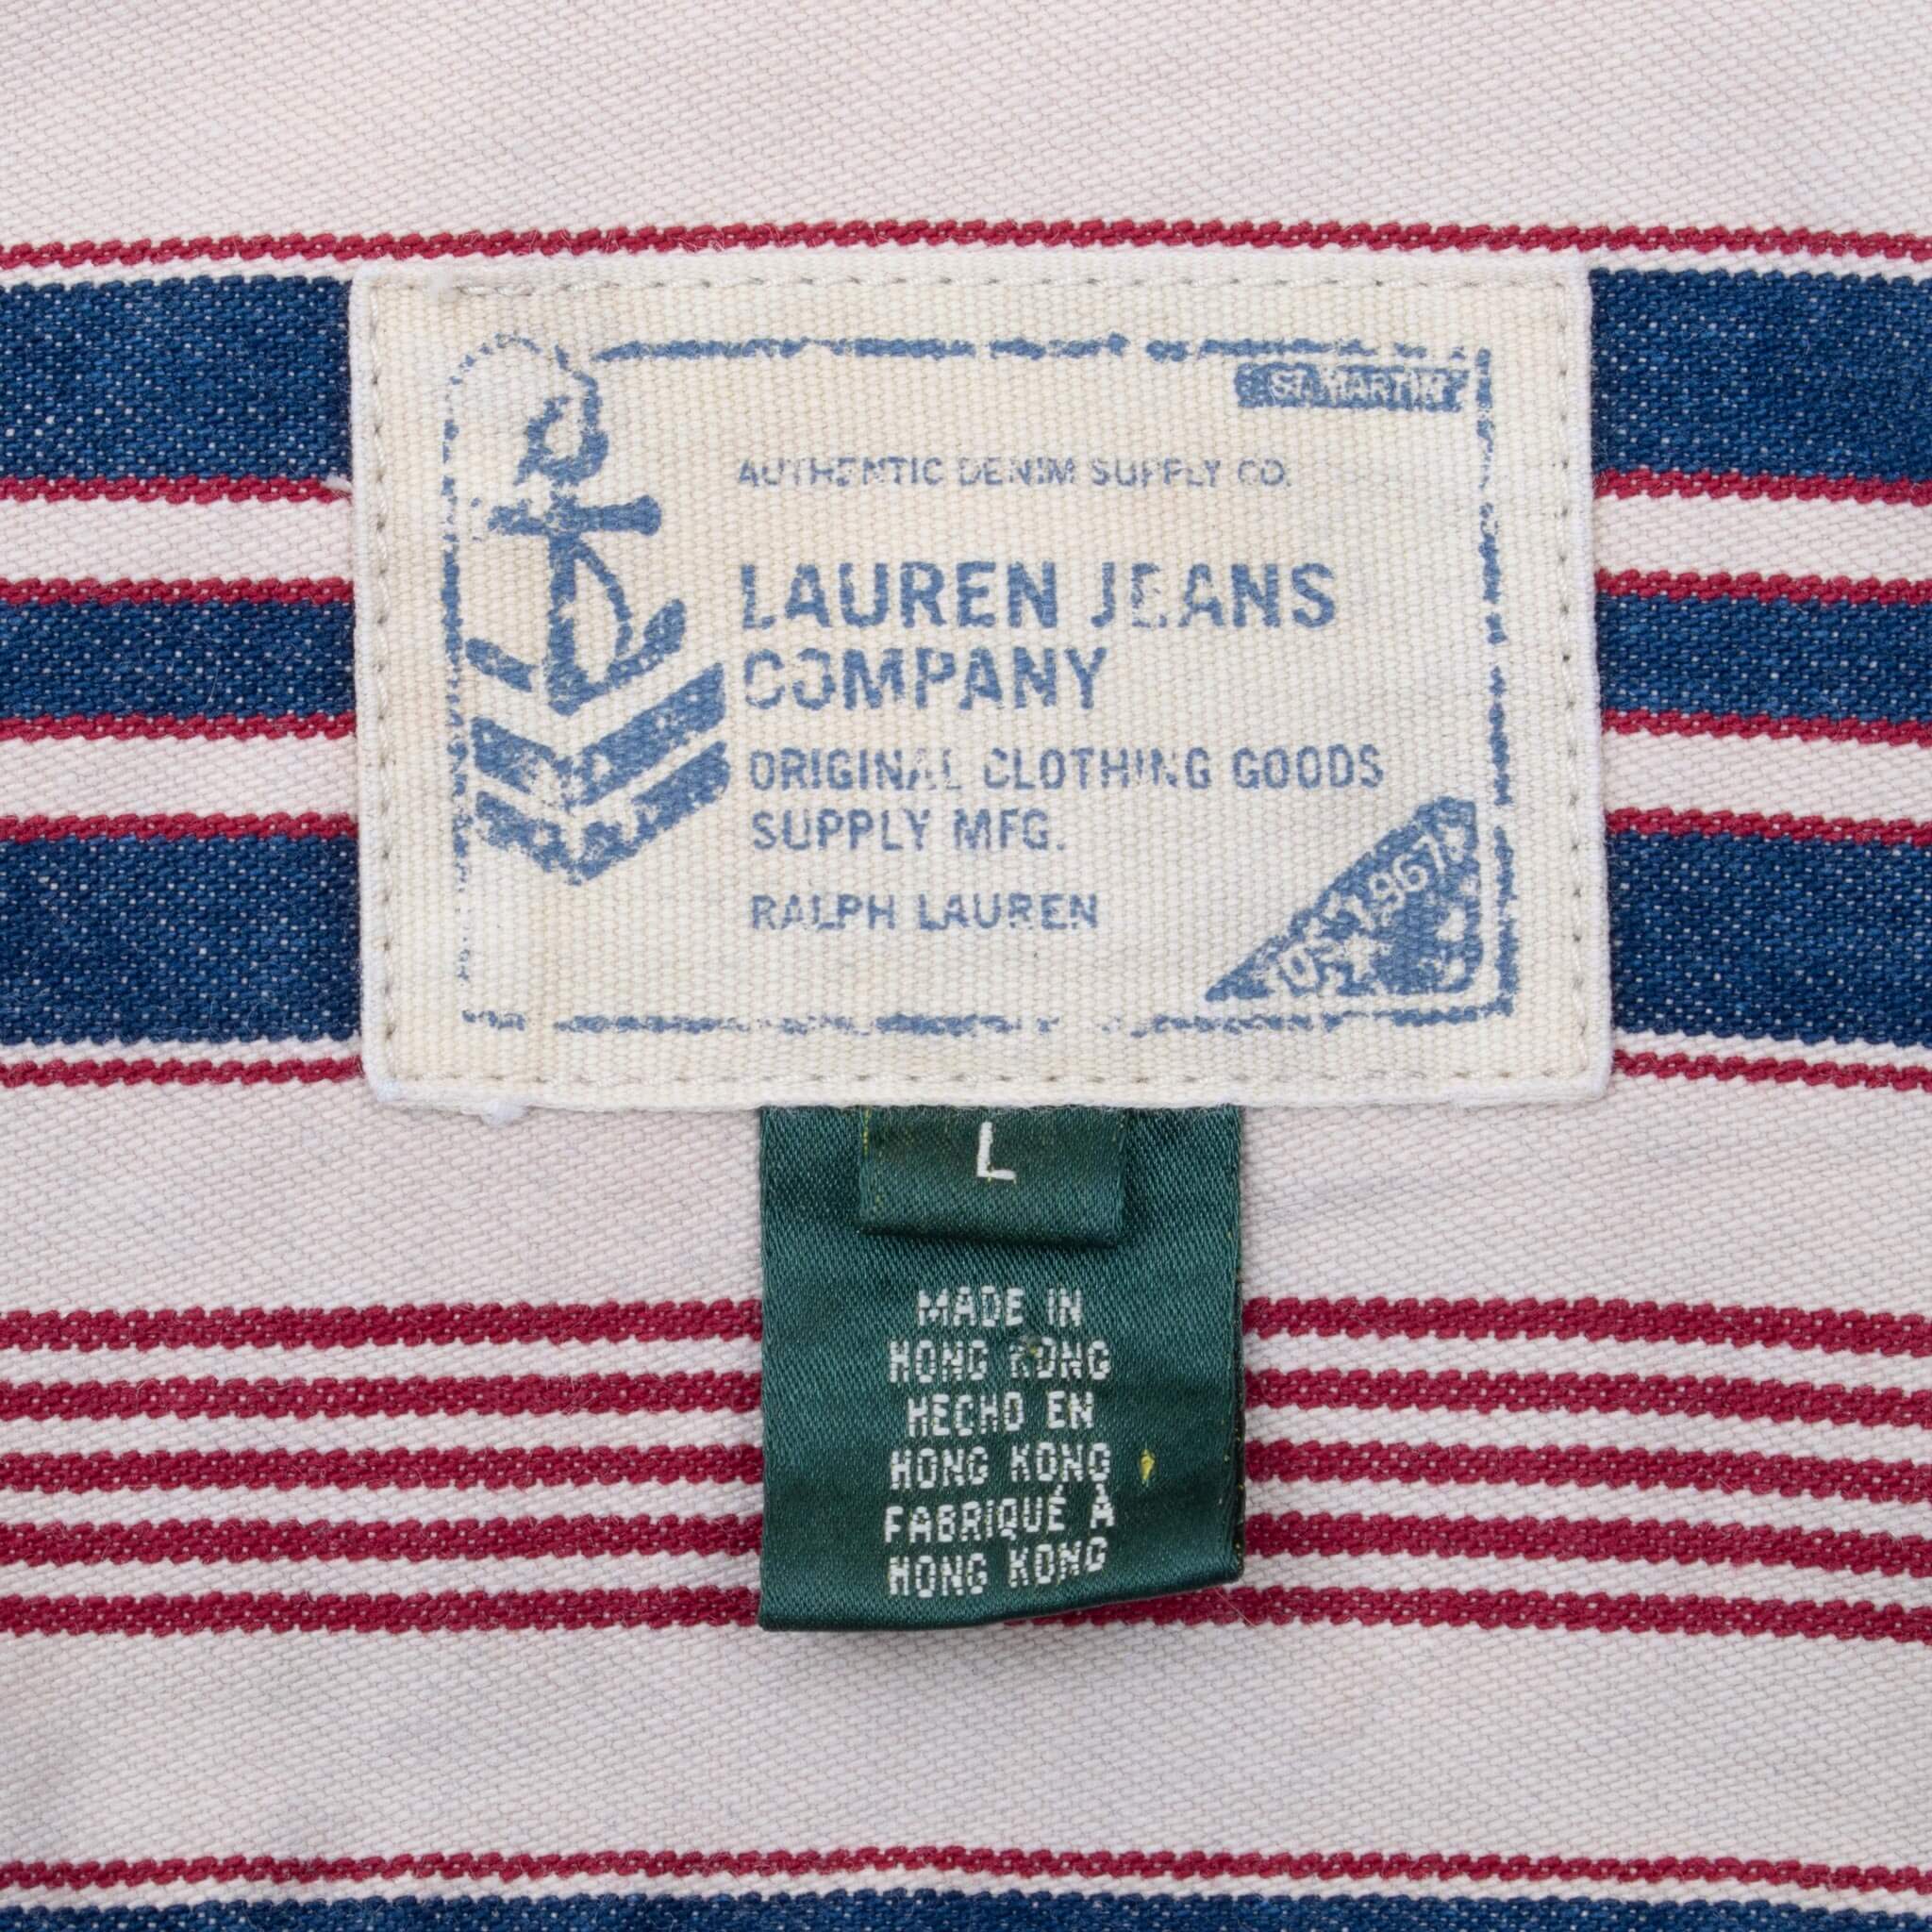 ST. MARTIN
AUTHENTIC DENIM SUPPLY CO.
LAUREN JEANS
COMPANY
ORIGINAL CLOTHING GOODS
SUPPLY MFG.
RALPH LAUREN
L
MADE IN
HONG KONG
HECHO EN
HONG KONG
FABRIQUÉ À
HONG KONG